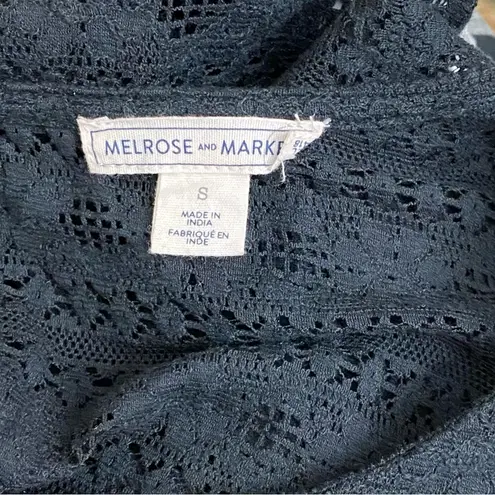 MELROSE AND MARKE
S
MADE IN
INDIA
FABRIQUÉ EN
INDE